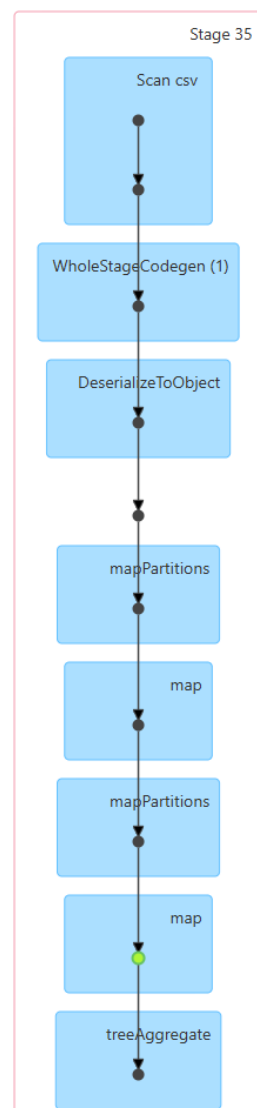 Stage 35
Scan csv
WholeStageCodegen (1)
DeserializeToObject
mapPartitions
map
mapPartitions
map
treeAggregate